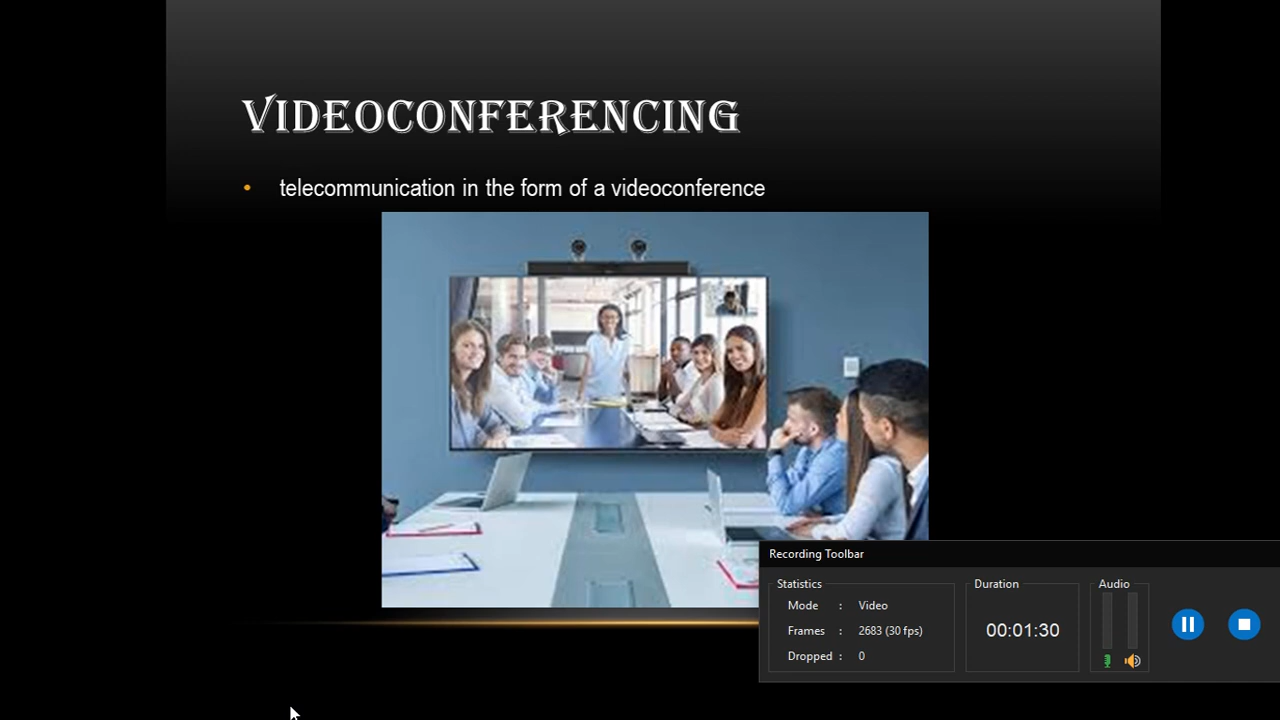 VIDEOCONFERENCING
• telecommunication in the form of a videoconference
Recording Toolbar
Statistics
Mode : Video
Frames : 2683 (30 fps)
Dropped : 0
Duration
00:01:30
Audio